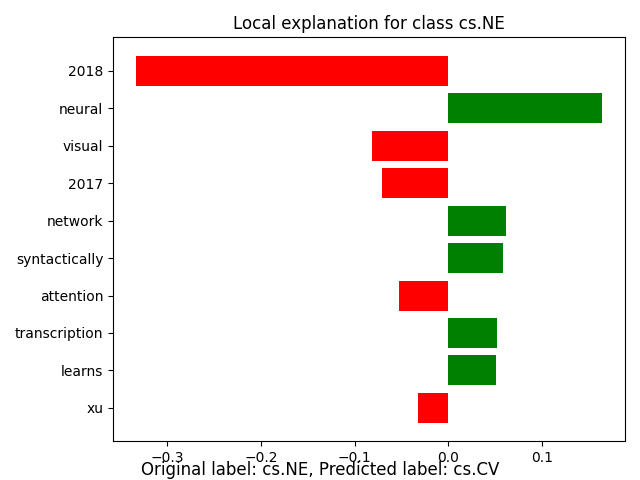 Local explanation for class cs.NE
2018
neural
visual
2017
network
syntactically
attention
transcription
learns
xu
−0.3 −0.2 −0.1 0.0 0.1
Original label: cs.NE, Predicted label: cs.CV